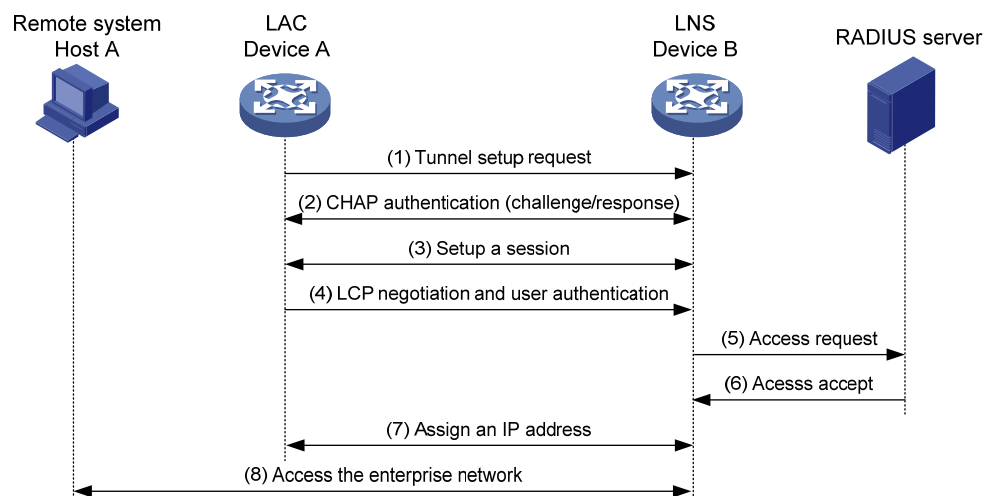 Remote system
Host A
LAC
Device A
LNS
Device B
RADIUS server
(1) Tunnel setup request
(2) CHAP authentication (challenge/response)
(3) Setup a session
(4) LCP negotiation and user authentication
(5) Access request
(6) Acesss accept
(7) Assign an IP address
(8) Access the enterprise network